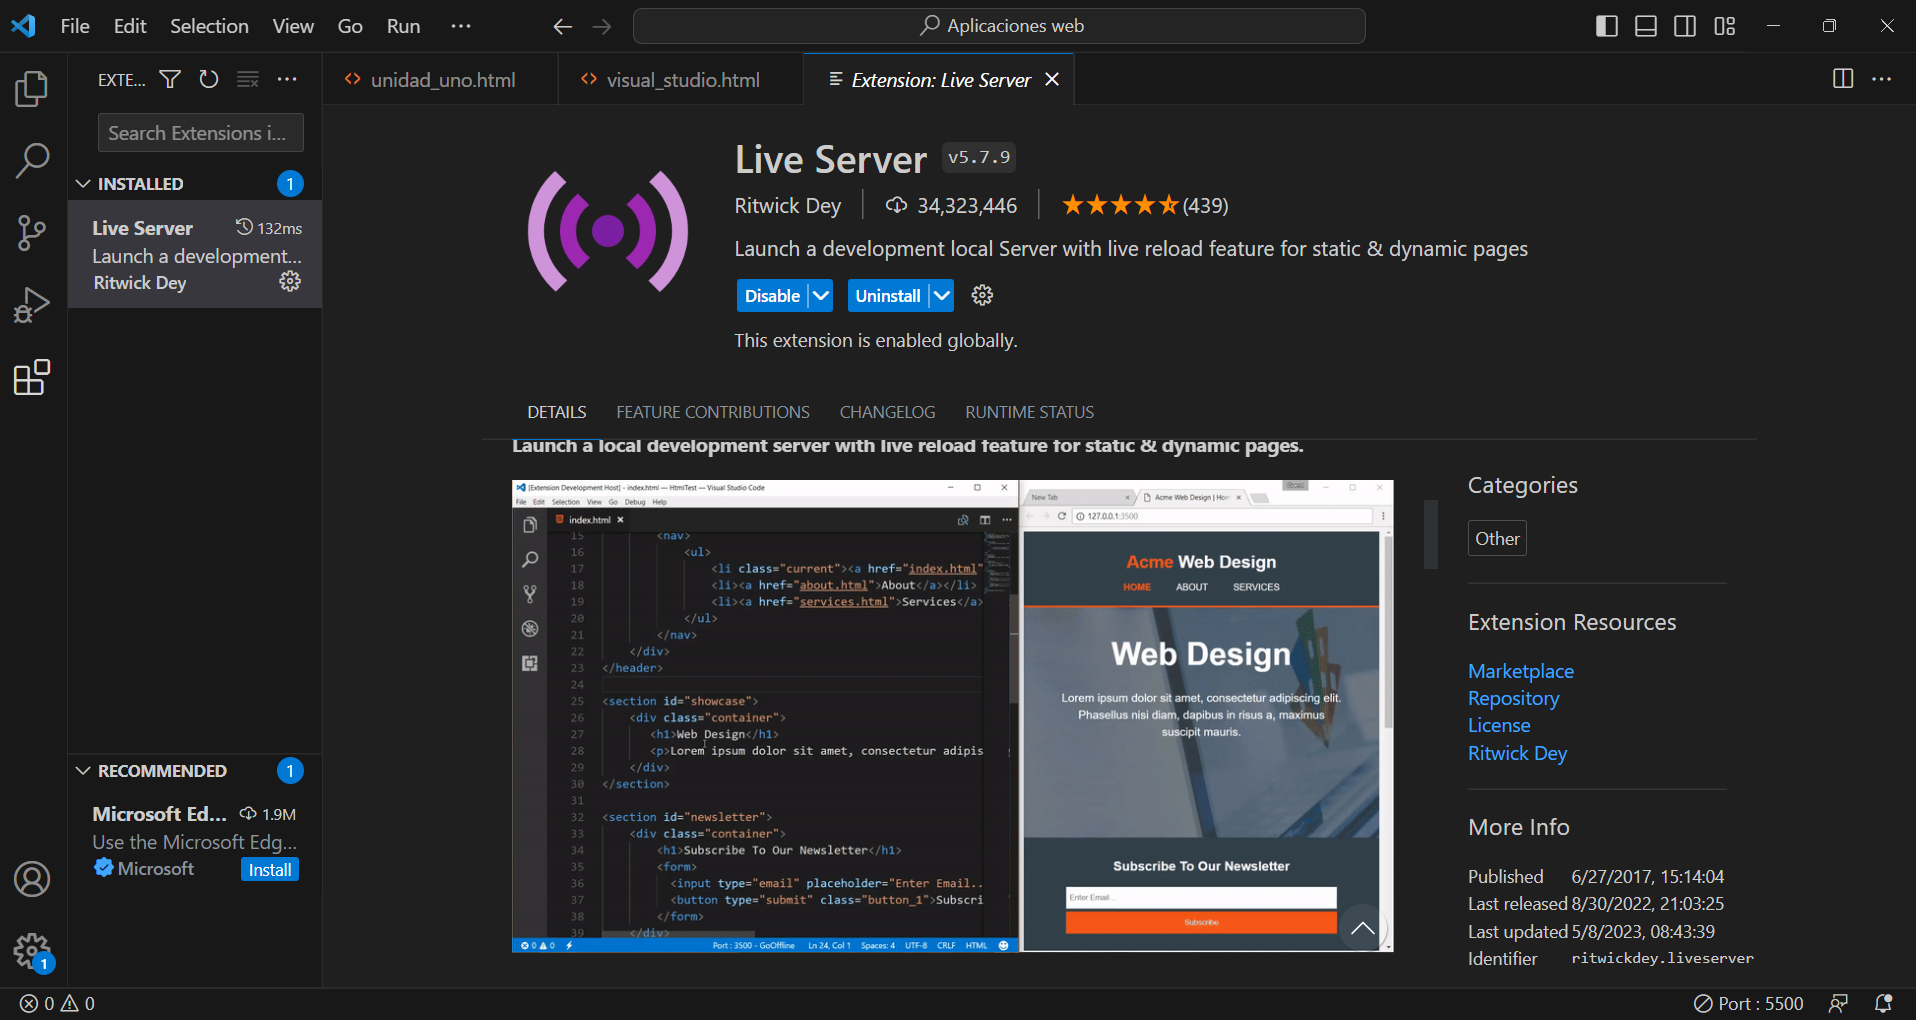 File Edit Selection View Go Run ···
Aplicaciones web
EXTE...
unidad_uno.html
visual_studio.html
Extension: Live Server
Search Extensions i...
INSTALLED 1
Live Server 132ms
Launch a development...
Ritwick Dey
RECOMMENDED 1
Microsoft Ed... 1.9M
Use the Microsoft Edg...
Microsoft Install
1
Live Server v5.7.9
Ritwick Dey 34,323,446 (439)
Launch a development local Server with live reload feature for static & dynamic pages
Disable Uninstall
This extension is enabled globally.
DETAILS FEATURE CONTRIBUTIONS CHANGELOG RUNTIME STATUS
Launch a local development server with live reload feature for static & dynamic pages.
[Extension Development Host] - index.html — HtmlTest — Visual Studio Code
File Edit Selection View Go Debug Help
index.html
15 <nav>
16 <ul>
17 <li class="current"><a href="index.html"
18 <li><a href="about.html">About</a></li>
19 <li><a href="services.html">Services</a>
20 </ul>
21 </nav>
22 </div>
23 </header>
24
25 <section id="showcase">
26 <div class="container">
27 <h1>Web Design</h1>
28 <p>Lorem ipsum dolor sit amet, consectetur adipis
29 </div>
30 </section>
31
32 <section id="newsletter">
33 <div class="container">
34 <h1>Subscribe To Our Newsletter</h1>
35 <form>
36 <input type="email" placeholder="Enter Email..
37 <button type="submit" class="button_1">Subscri
38 </form>
39 </div>
0 0 Port : 3500 - GoOffline Ln 24, Col 1 Spaces: 4 UTF-8 CRLF HTML
New Tab
Acme Web Design | Hom
127.0.0.1:3500
Acme Web Design
HOME ABOUT SERVICES
Web Design
Lorem ipsum dolor sit amet, consectetur adipiscing elit.
Phasellus nisi diam, dapibus in risus a, maximus
suscipit mauris.
Subscribe To Our Newsletter
Enter Email...
Subscribe
Categories
Other
Extension Resources
Marketplace
Repository
License
Ritwick Dey
More Info
Published 6/27/2017, 15:14:04
Last released 8/30/2022, 21:03:25
Last updated 5/8/2023, 08:43:39
Identifier ritwickdey.liveserver
0 0
Port : 5500